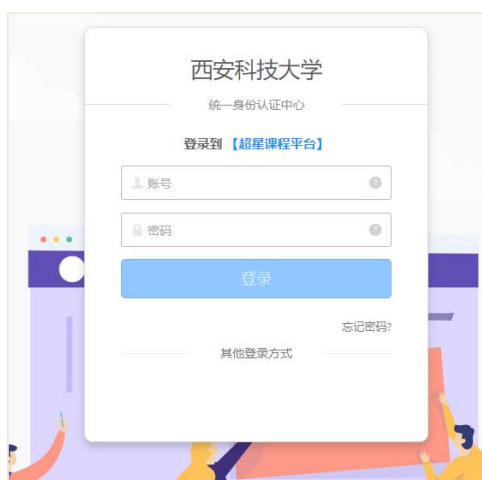 西安科技大学
统一身份认证中心
登录到 【超星课程平台】
账号
密码
登录
忘记密码?
其他登录方式